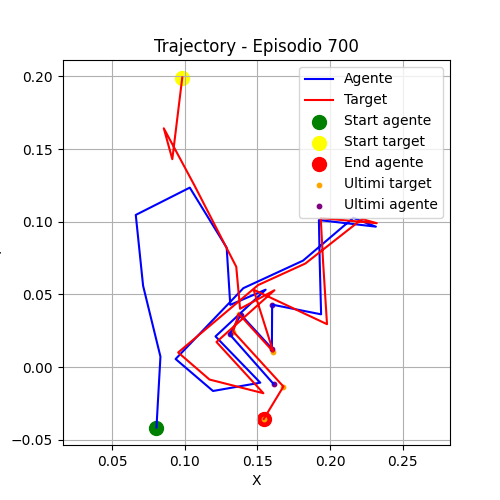 Trajectory - Episodio 700
Agente
Target
Start agente
Start target
End agente
Ultimi target
Ultimi agente
0.20
0.15
0.10
0.05
0.00
−0.05
0.05
0.10
0.15
0.20
0.25
X